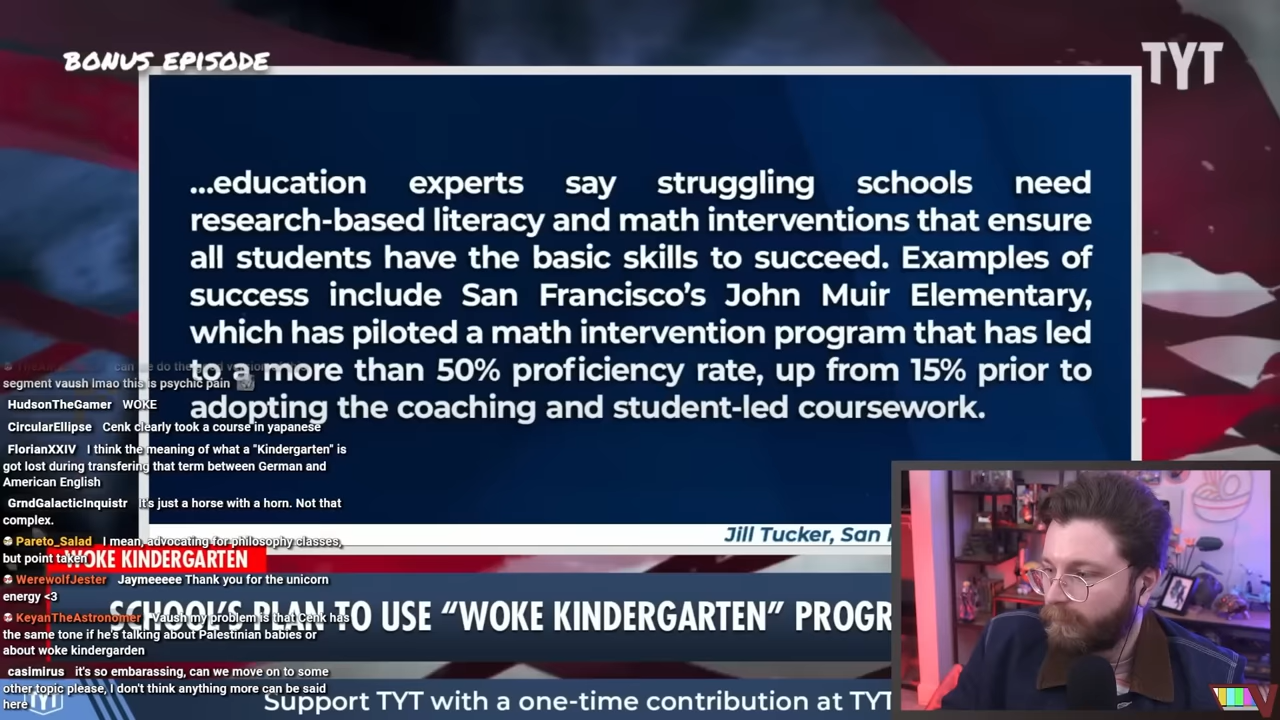 BONUS EPISODE
TYT
...education experts say struggling schools need
research-based literacy and math interventions that ensure
all students have the basic skills to succeed. Examples of
success include San Francisco's John Muir Elementary,
which has piloted a math intervention program that has led
to a more than 50% proficiency rate, up from 15% prior to
adopting the coaching and student-led coursework.
Jill Tucker, San
WOKE KINDERGARTEN
SCHOOL'S PLAN TO USE “WOKE KINDERGARTEN” PROGR
Support TYT with a one-time contribution at TYT
TYT
can we do the
segment vaush lmao this is psychic pain
HudsonTheGamer WOKE
CircularEllipse Cenk clearly took a course in yapanese
FlorianXXIV I think the meaning of what a "Kindergarten" is
got lost during transfering that term between German and
American English
GrndGalacticInquistr It's just a horse with a horn. Not that
complex.
Pareto_Salad I mean, advocating for philosophy classes,
but point taken
WerewolfJester Jaymeeeee Thank you for the unicorn
energy <3
KeyanTheAstronomer Vaush my problem is that Cenk has
the same tone if he's talking about Palestinian babies or
about woke kindergarten
casimirus it's so embarassing, can we move on to some
other topic please, I don't think anything more can be said
here
V